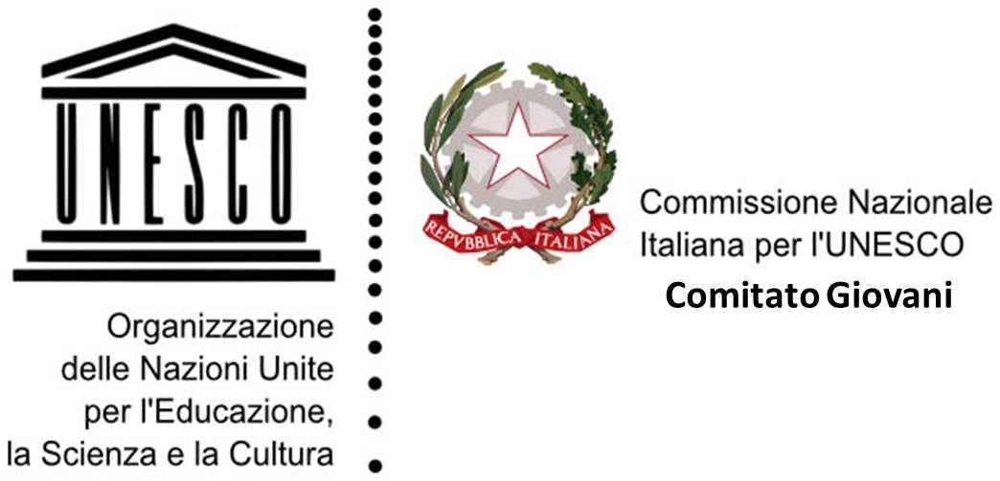 UNESCO
Organizzazione
delle Nazioni Unite
per l'Educazione,
la Scienza e la Cultura
REPVBBLICA ITALIANA
Commissione Nazionale
Italiana per l'UNESCO
Comitato Giovani